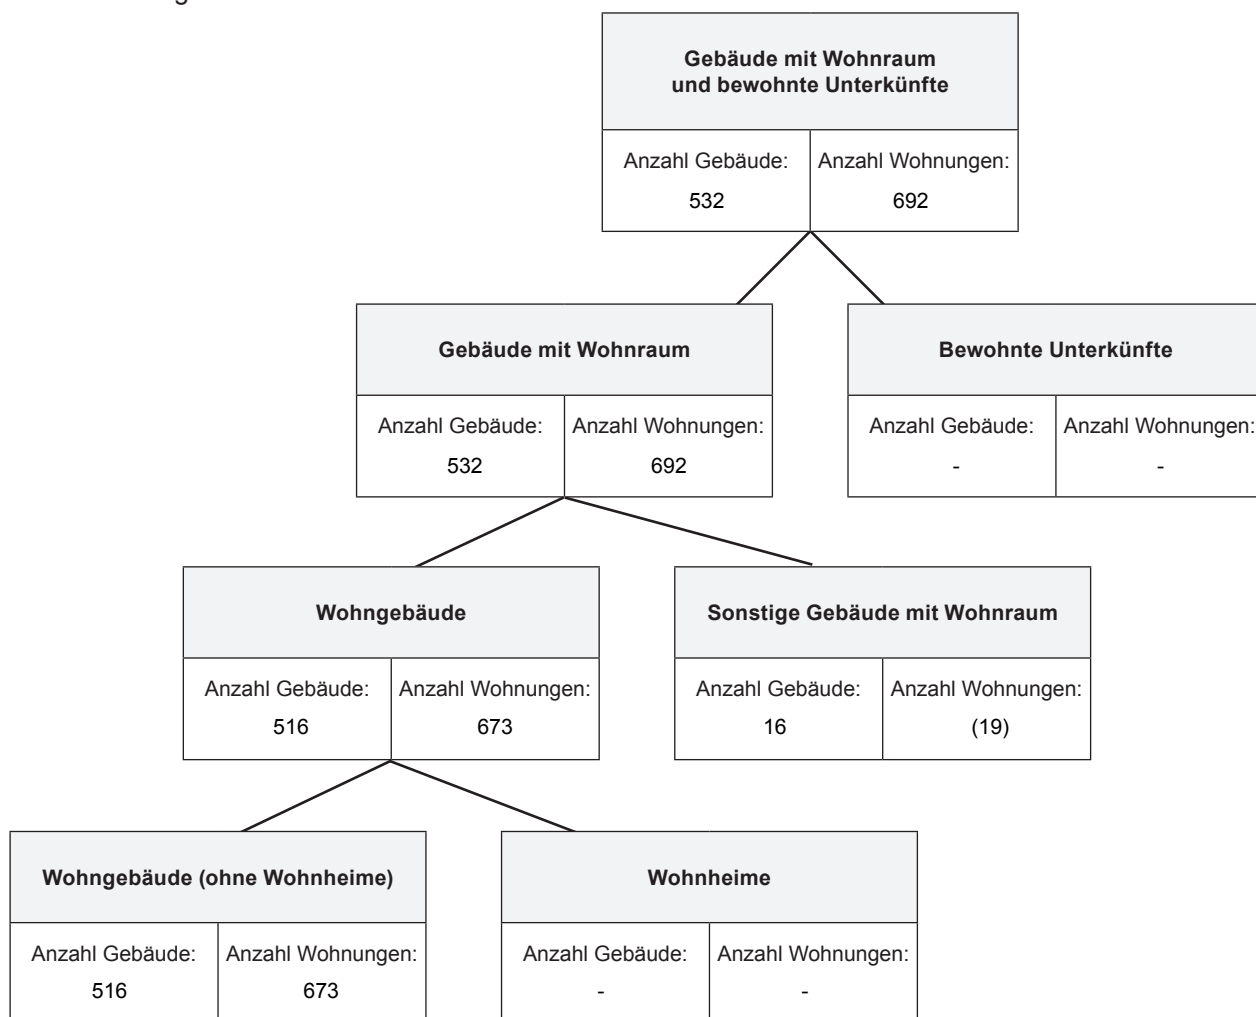 Gebäude mit Wohnraum
und bewohnte Unterkünfte
Anzahl Gebäude: Anzahl Wohnungen:
532 692
Gebäude mit Wohnraum
Bewohnte Unterkünfte
Anzahl Gebäude: Anzahl Wohnungen:
532 692
Anzahl Gebäude: Anzahl Wohnungen:
- -
Wohngebäude
Sonstige Gebäude mit Wohnraum
Anzahl Gebäude: Anzahl Wohnungen:
516 673
Anzahl Gebäude: Anzahl Wohnungen:
16 (19)
Wohngebäude (ohne Wohnheime)
Wohnheime
Anzahl Gebäude: Anzahl Wohnungen:
516 673
Anzahl Gebäude: Anzahl Wohnungen:
- -